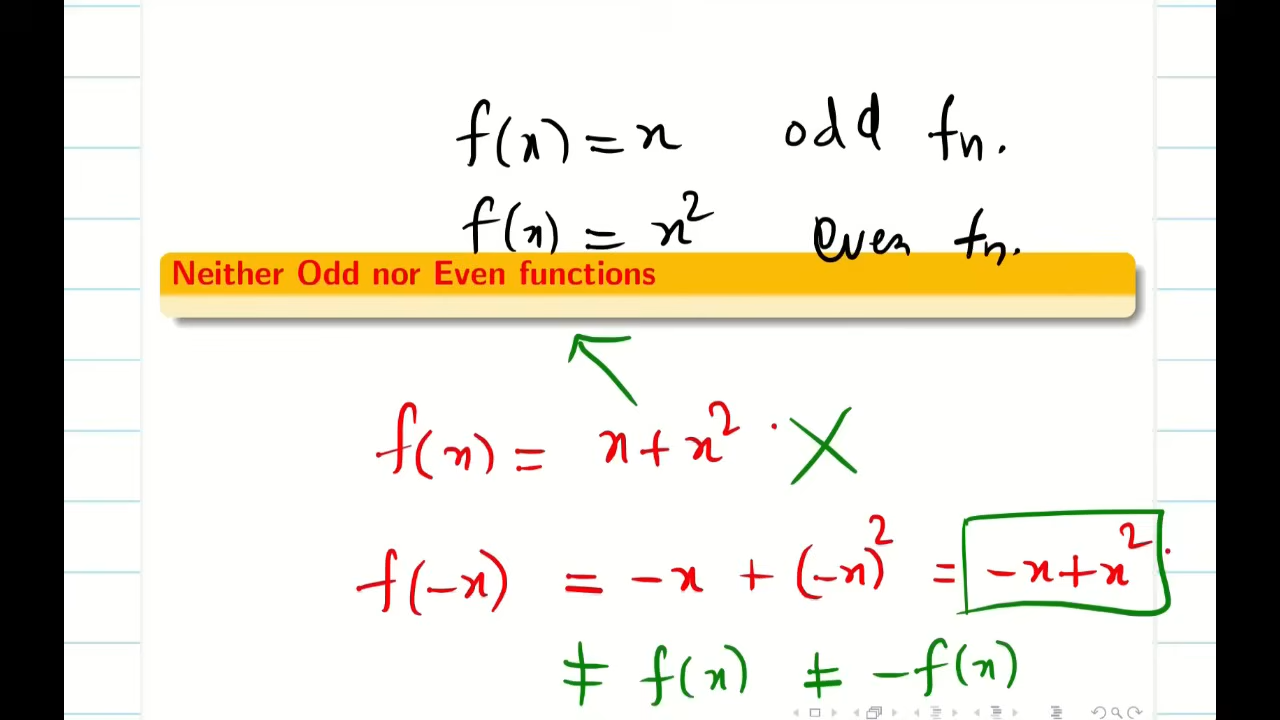 f(x) = x odd fn.
f(x) = x² even fn.
Neither Odd nor Even functions
f(x) = x + x² .
f(-x) = -x + (-x)² = -x + x² .
≠ f(x) ≠ -f(x)